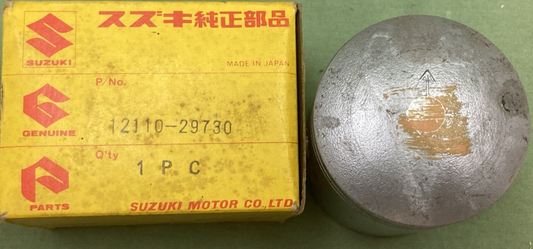 スズキ純正部品
SUZUKI
MADE IN JAPAN
P/No.
GENUINE
12110-29730
Q'ty
1 PC
PARTS
SUZUKI MOTOR CO.,LTD.